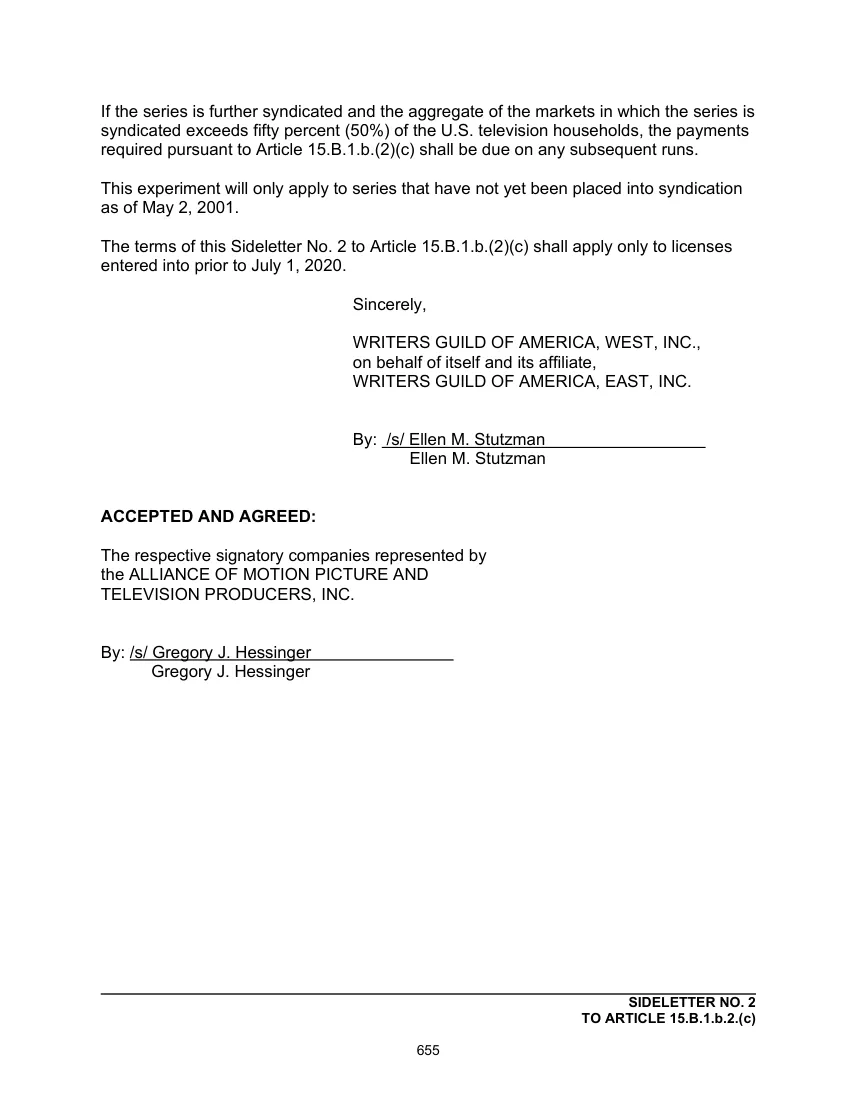 If the series is further syndicated and the aggregate of the markets in which the series is
syndicated exceeds fifty percent (50%) of the U.S. television households, the payments
required pursuant to Article 15.B.1.b.(2)(c) shall be due on any subsequent runs.
This experiment will only apply to series that have not yet been placed into syndication
as of May 2, 2001.
The terms of this Sideletter No. 2 to Article 15.B.1.b.(2)(c) shall apply only to licenses
entered into prior to July 1, 2020.
Sincerely,
WRITERS GUILD OF AMERICA, WEST, INC.,
on behalf of itself and its affiliate,
WRITERS GUILD OF AMERICA, EAST, INC.
By: /s/ Ellen M. Stutzman
Ellen M. Stutzman
ACCEPTED AND AGREED:
The respective signatory companies represented by
the ALLIANCE OF MOTION PICTURE AND
TELEVISION PRODUCERS, INC.
By: /s/ Gregory J. Hessinger
Gregory J. Hessinger
SIDELETTER NO. 2
TO ARTICLE 15.B.1.b.2.(c)
655